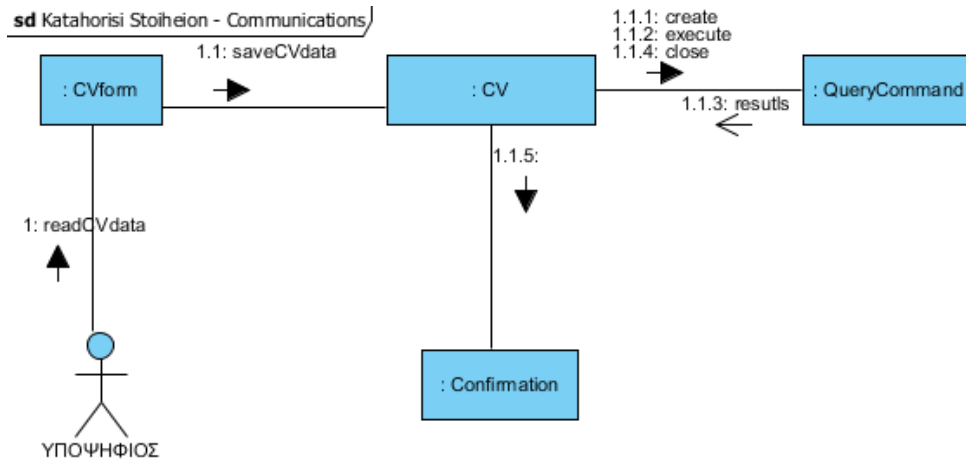 sd Katahorisi Stoiheion - Communications
1.1: saveCVdata
1.1.1: create
1.1.2: execute
1.1.4: close
: CVform
: CV
: QueryCommand
1.1.3: resutls
1.1.5:
1: readCVdata
: Confirmation
ΥΠΟΨΗΦΙΟΣ